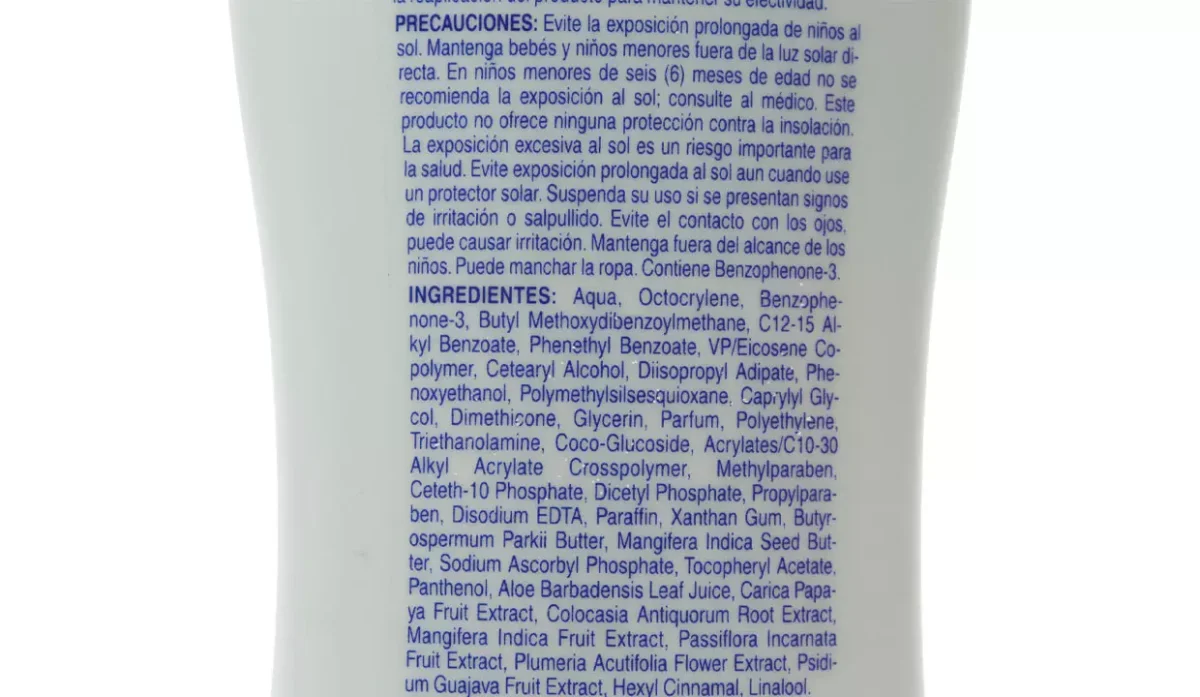 la reaplicación del producto para mantener su efectividad.
PRECAUCIONES: Evite la exposición prolongada de niños al
sol. Mantenga bebés y niños menores fuera de la luz solar di-
recta. En niños menores de seis (6) meses de edad no se
recomienda la exposición al sol; consulte al médico. Este
producto no ofrece ninguna protección contra la insolación.
La exposición excesiva al sol es un riesgo importante para
la salud. Evite exposición prolongada al sol aun cuando use
un protector solar. Suspenda su uso si se presentan signos
de irritación o salpullido. Evite el contacto con los ojos,
puede causar irritación. Mantenga fuera del alcance de los
niños. Puede manchar la ropa. Contiene Benzophenone-3.
INGREDIENTES: Aqua, Octocrylene, Benzophe-
none-3, Butyl Methoxydibenzoylmethane, C12-15 Al-
kyl Benzoate, Phenethyl Benzoate, VP/Eicosene Co-
polymer, Cetearyl Alcohol, Diisopropyl Adipate, Phe-
noxyethanol, Polymethylsilsesquioxane, Caprylyl Gly-
col, Dimethicone, Glycerin, Parfum, Polyethylene,
Triethanolamine, Coco-Glucoside, Acrylates/C10-30
Alkyl Acrylate Crosspolymer, Methylparaben,
Ceteth-10 Phosphate, Dicetyl Phosphate, Propylpara-
ben, Disodium EDTA, Paraffin, Xanthan Gum, Butyr-
ospermum Parkii Butter, Mangifera Indica Seed But-
ter, Sodium Ascorbyl Phosphate, Tocopheryl Acetate,
Panthenol, Aloe Barbadensis Leaf Juice, Carica Papa-
ya Fruit Extract, Colocasia Antiquorum Root Extract,
Mangifera Indica Fruit Extract, Passiflora Incarnata
Fruit Extract, Plumeria Acutifolia Flower Extract, Psidi-
um Guajava Fruit Extract, Hexyl Cinnamal, Linalool.